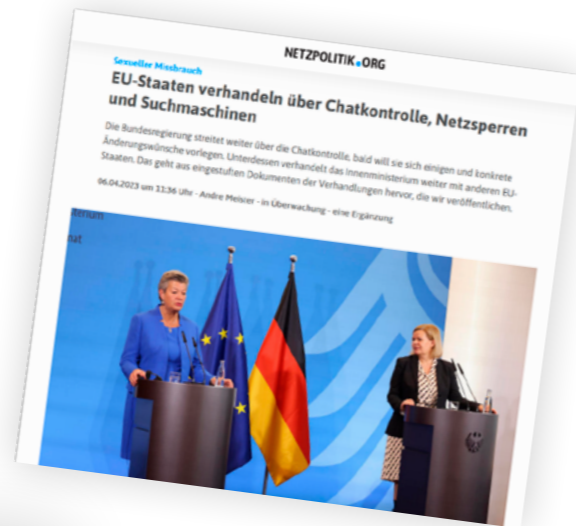 NETZPOLITIK.ORG
Sexueller Missbrauch
EU-Staaten verhandeln über Chatkontrolle, Netzsperren
und Suchmaschinen
Die Bundesregierung streitet weiter über die Chatkontrolle, bald will sie sich einigen und konkrete
Änderungswünsche vorlegen. Unterdessen verhandelt das Innenministerium weiter mit anderen EU-
Staaten. Das geht aus eingestuften Dokumenten der Verhandlungen hervor, die wir veröffentlichen.
06.04.2023 um 11:36 Uhr - Andre Meister - in Überwachung - eine Ergänzung
terium
nat